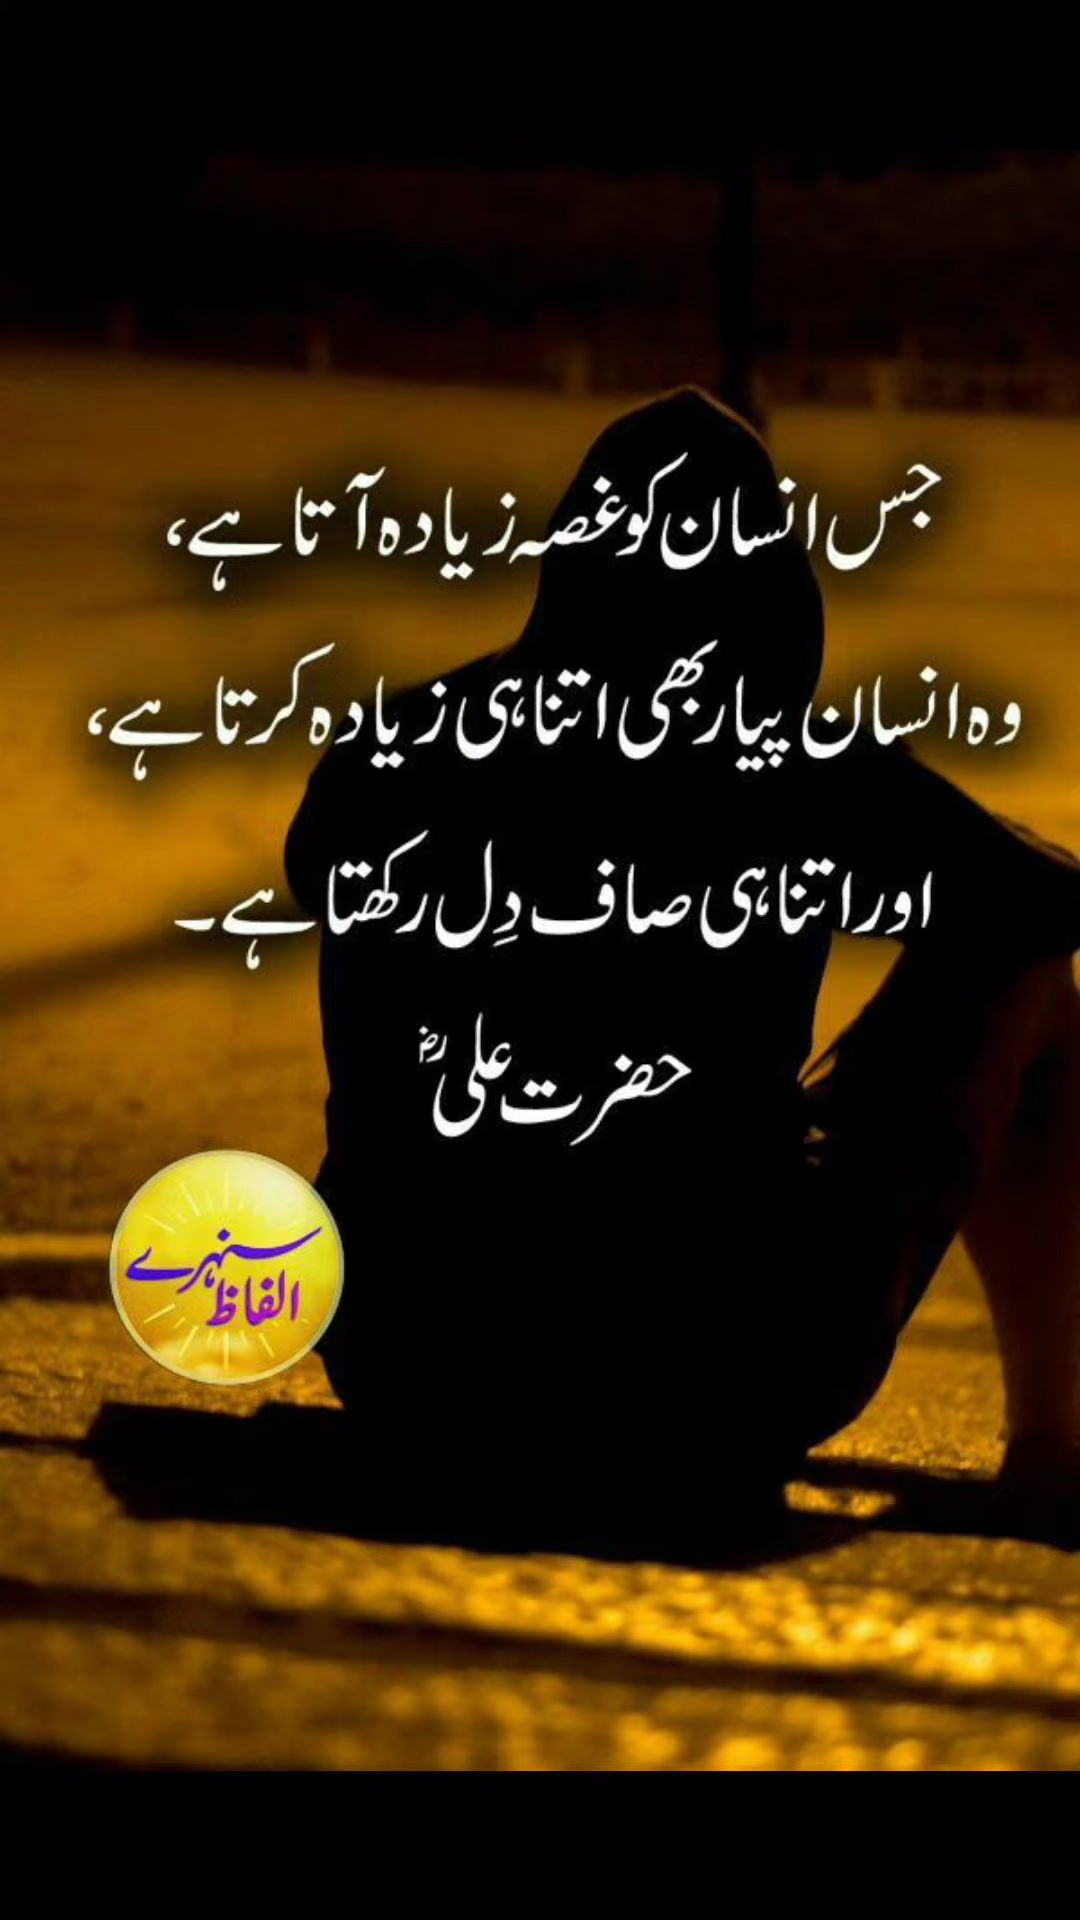 جس انسان کو غصہ زیادہ آتا ہے،
وہ انسان پیار بھی اتنا ہی زیادہ کرتا ہے،
اور اتنا ہی صاف دِل رکھتا ہے۔
حضرت علیؓ
سنہرے
الفاظ